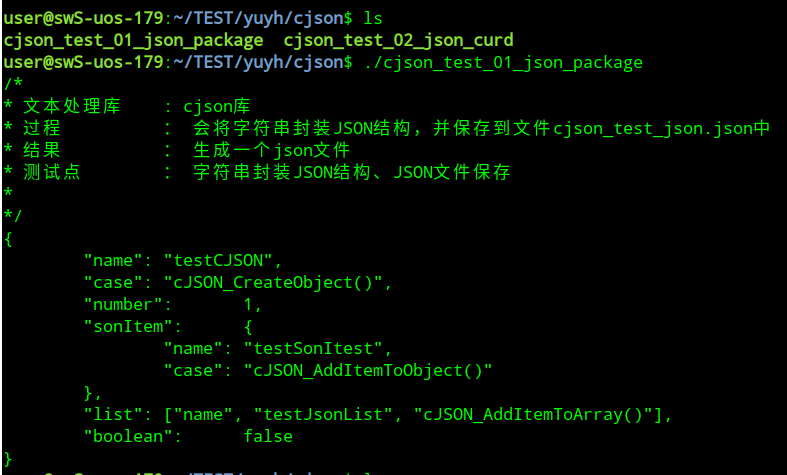 user@swS-uos-179:~/TEST/yuyh/cjson$ ls
cjson_test_01_json_package  cjson_test_02_json_curd
user@swS-uos-179:~/TEST/yuyh/cjson$ ./cjson_test_01_json_package
/*
* 文本处理库    : cjson库
* 过程          : 会将字符串封装JSON结构，并保存到文件cjson_test_json.json中
* 结果          : 生成一个json文件
* 测试点        : 字符串封装JSON结构、JSON文件保存
*
*/
{
        "name": "testCJSON",
        "case": "cJSON_CreateObject()",
        "number":       1,
        "sonItem":      {
                "name": "testSonItest",
                "case": "cJSON_AddItemToObject()"
        },
        "list": ["name", "testJsonList", "cJSON_AddItemToArray()"],
        "boolean":      false
}